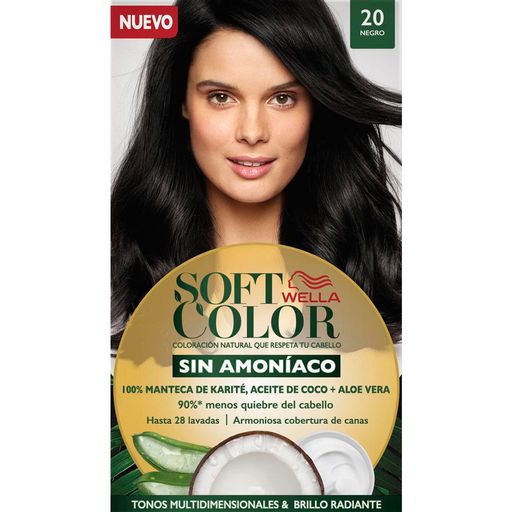 NUEVO
20
NEGRO
SOFT
WELLA
COLOR
COLORACIÓN NATURAL QUE RESPETA TU CABELLO
SIN AMONÍACO
100% MANTECA DE KARITÉ, ACEITE DE COCO + ALOE VERA
90%* menos quiebre del cabello
Hasta 28 lavadas | Armoniosa cobertura de canas
TONOS MULTIDIMENSIONALES & BRILLO RADIANTE